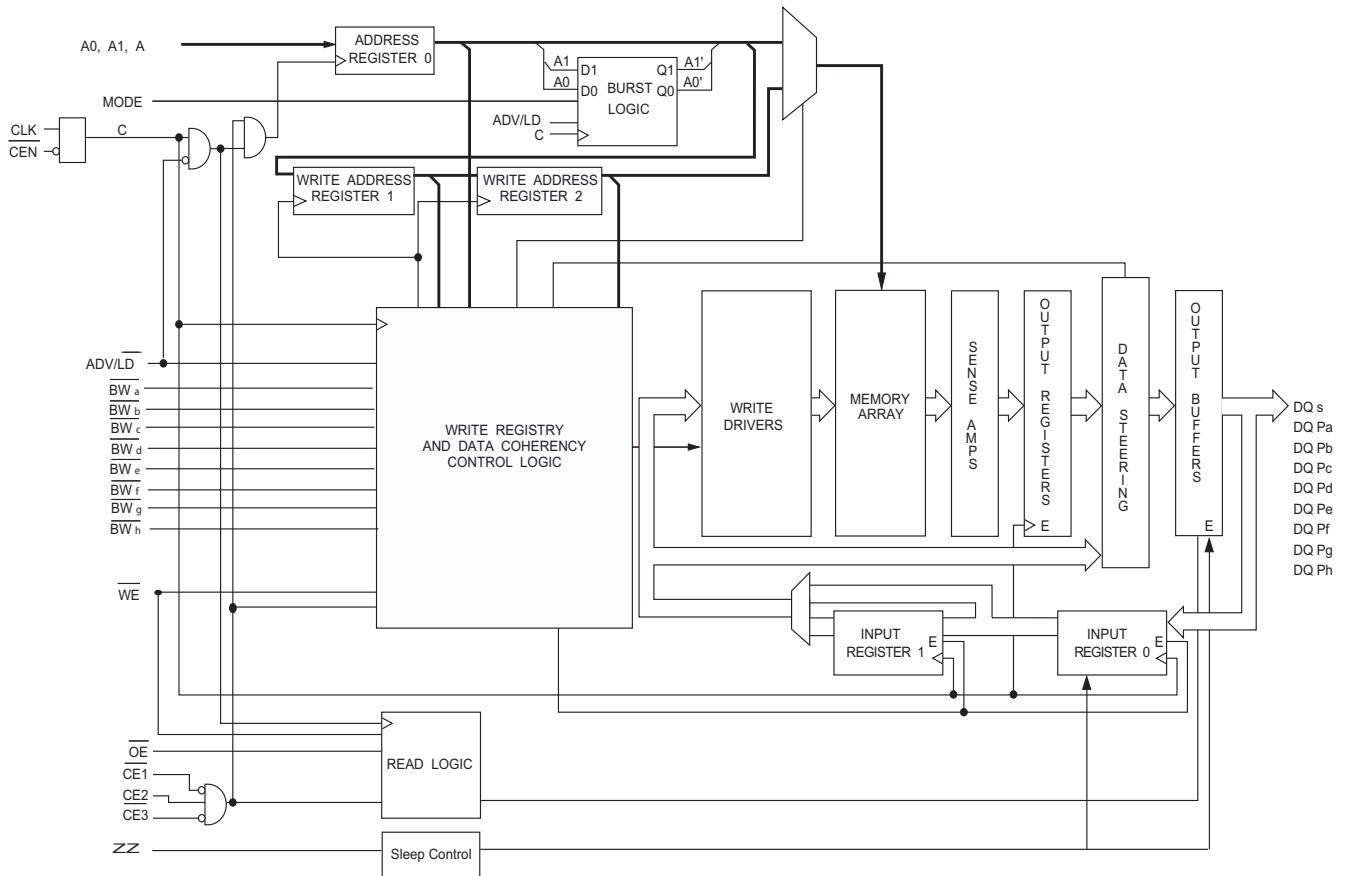 A0, A1, A
ADDRESS
REGISTER 0
A1
D1
Q1
A1'
A0
D0
BURST
Q0
A0'
LOGIC
MODE
ADV/LD
C
CLK
CEN
C
WRITE ADDRESS
REGISTER 1
WRITE ADDRESS
REGISTER 2
ADV/LD
BW a
BW b
BW c
BW d
BW e
BW f
BW g
BW h
WE
WRITE REGISTRY
AND DATA COHERENCY
CONTROL LOGIC
WRITE
DRIVERS
MEMORY
ARRAY
SENSE AMPS
OUTPUT REGISTERS
E
DATA STEERING
OUTPUT BUFFERS
E
DQ s
DQ Pa
DQ Pb
DQ Pc
DQ Pd
DQ Pe
DQ Pf
DQ Pg
DQ Ph
INPUT
REGISTER 1
E
INPUT
REGISTER 0
E
OE
CE1
CE2
CE3
READ LOGIC
ZZ
Sleep Control